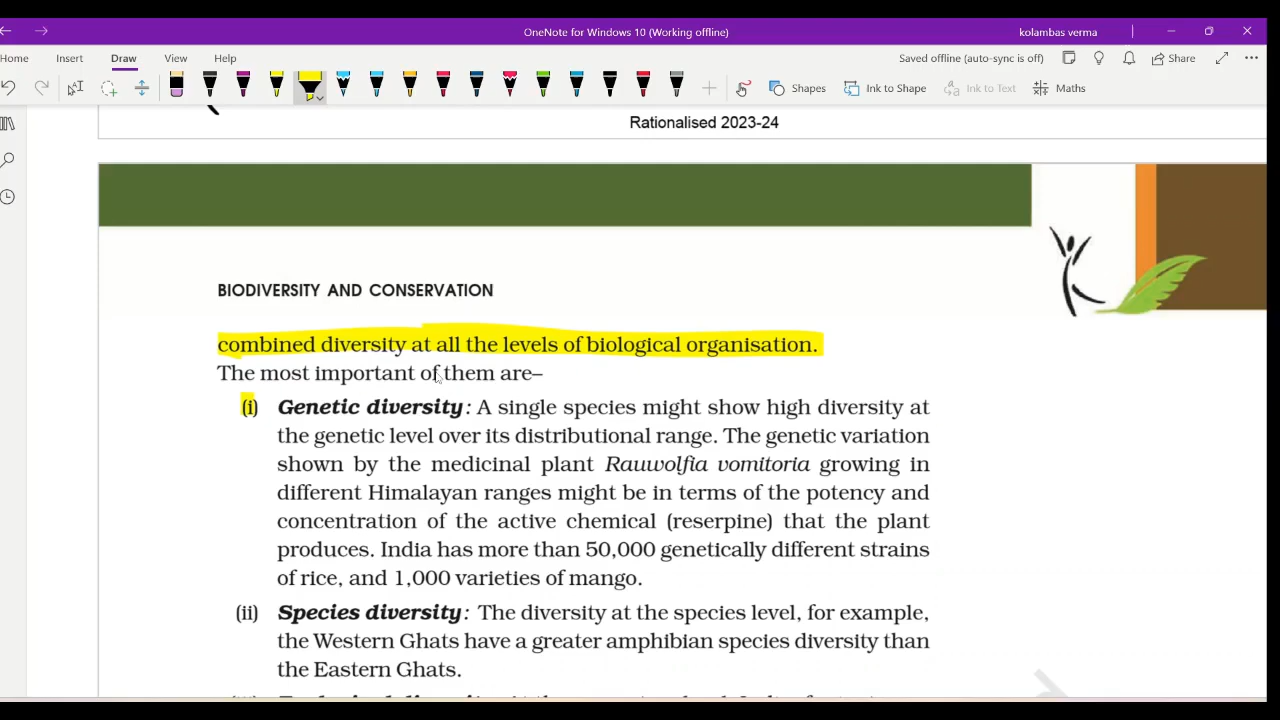 OneNote for Windows 10 (Working offline)
kolambas verma
Home Insert Draw View Help
Saved offline (auto-sync is off)
Share
Shapes
Ink to Shape
Ink to Text
Maths
Rationalised 2023-24
BIODIVERSITY AND CONSERVATION
combined diversity at all the levels of biological organisation.
The most important of them are–
(i) Genetic diversity : A single species might show high diversity at
the genetic level over its distributional range. The genetic variation
shown by the medicinal plant Rauwolfia vomitoria growing in
different Himalayan ranges might be in terms of the potency and
concentration of the active chemical (reserpine) that the plant
produces. India has more than 50,000 genetically different strains
of rice, and 1,000 varieties of mango.
(ii) Species diversity : The diversity at the species level, for example,
the Western Ghats have a greater amphibian species diversity than
the Eastern Ghats.